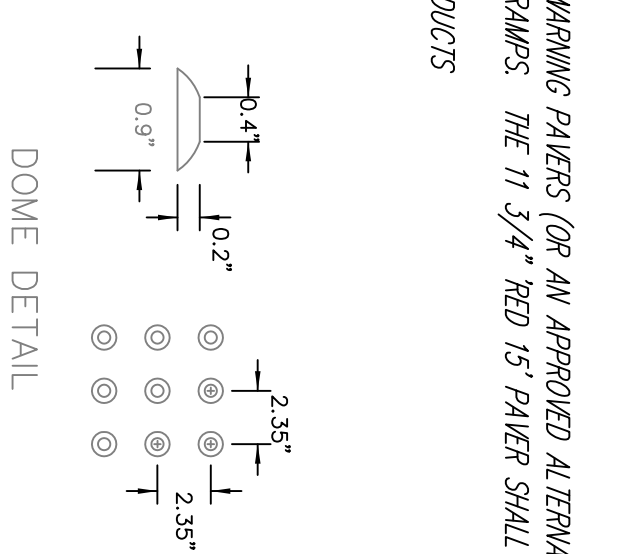 WARNING PAVERS (OR AN APPROVED ALTERNA
RAMPS. THE 11 3/4" RED 15' PAVER SHALL
DUCTS
0.4"
0.9"
0.2"
2.35"
2.35"
DOME DETAIL